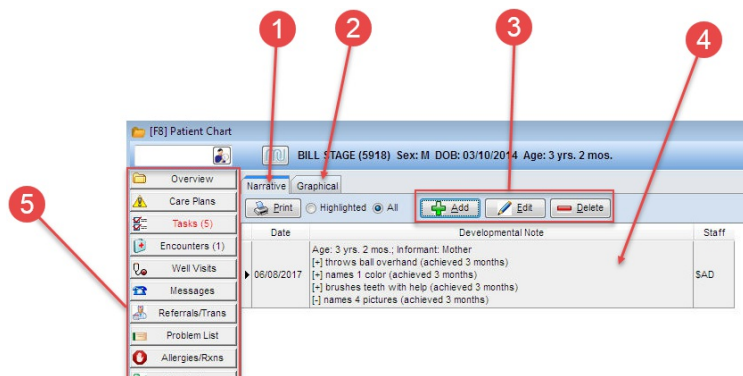 1
2
3
4
5
[F8] Patient Chart
BILL STAGE (5918) Sex: M DOB: 03/10/2014 Age: 3 yrs. 2 mos.
Overview
Care Plans
Tasks (5)
Encounters (1)
Well Visits
Messages
Referrals/Trans
Problem List
Allergies/Rxns
Narrative Graphical
Print Highlighted All Add Edit Delete
Date Developmental Note Staff
Age: 3 yrs. 2 mos.; Informant: Mother
[+] throws ball overhand (achieved 3 months)
06/08/2017 [+] names 1 color (achieved 3 months) SAD
[+] brushes teeth with help (achieved 3 months)
[-] names 4 pictures (achieved 3 months)